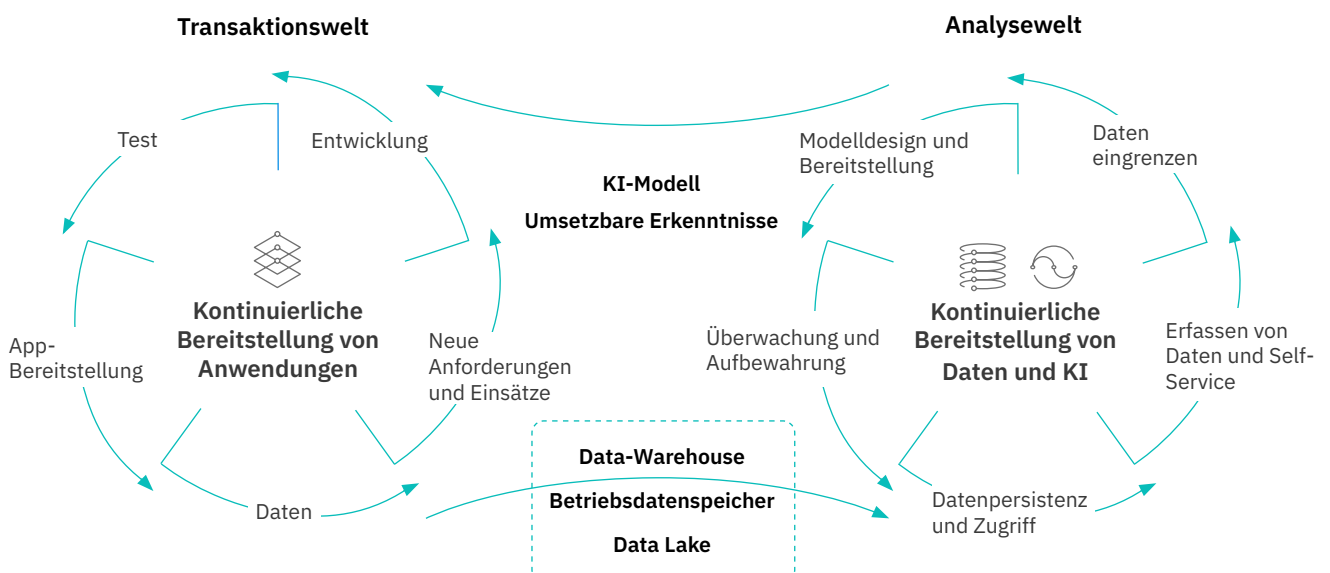 Transaktionswelt
Analysewelt
Test
Entwicklung
Kontinuierliche
Bereitstellung von
Anwendungen
App-
Bereitstellung
Neue
Anforderungen
und Einsätze
Daten
KI-Modell
Umsetzbare Erkenntnisse
Data-Warehouse
Betriebsdatenspeicher
Data Lake
Modelldesign und
Bereitstellung
Daten
eingrenzen
Kontinuierliche
Bereitstellung von
Daten und KI
Überwachung und
Aufbewahrung
Erfassen von
Daten und Self-
Service
Datenpersistenz
und Zugriff